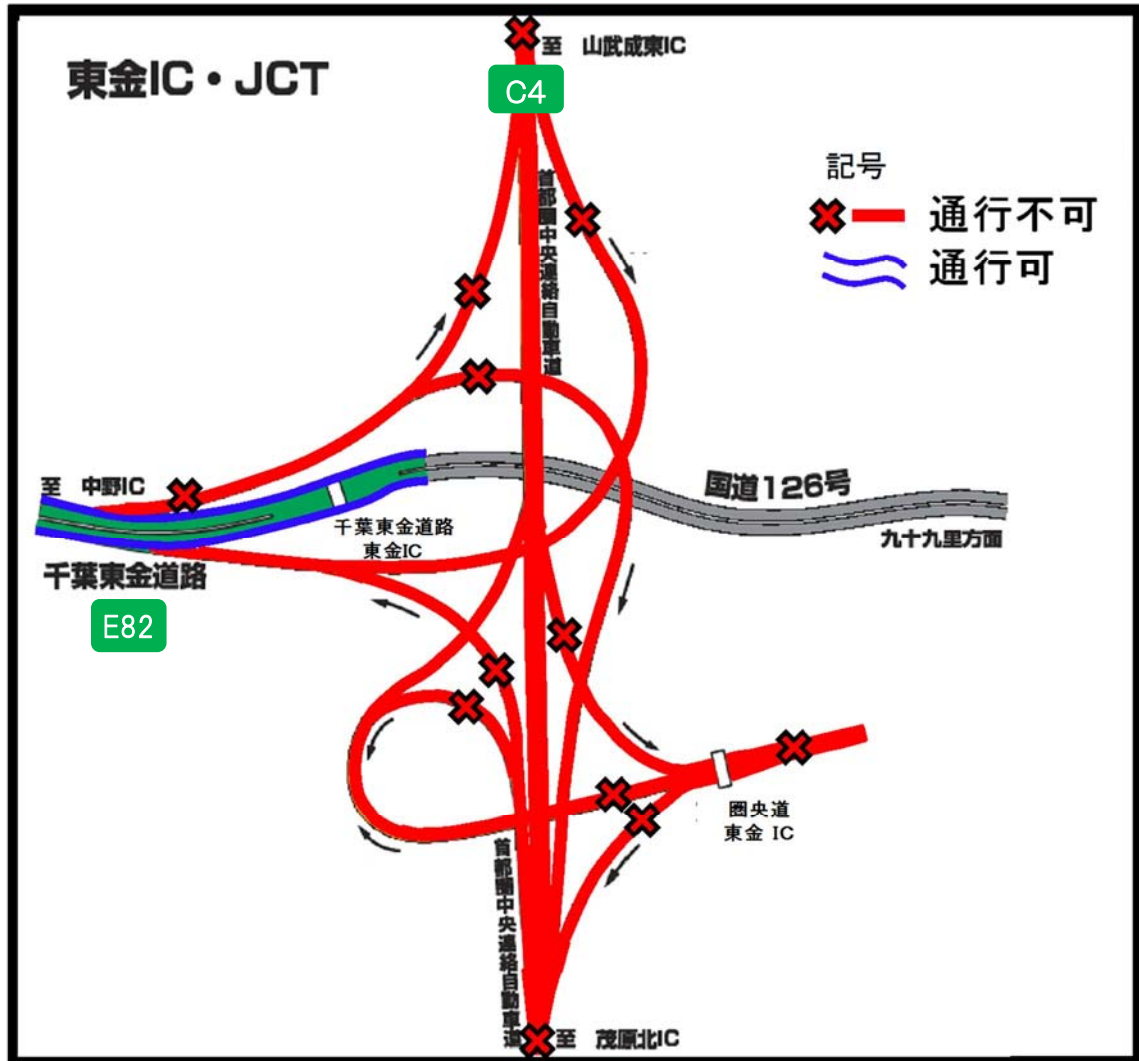 至 山武成東IC
東金IC・JCT
C4
記号
通行不可
通行可
首都圏中央連絡自動車道
至 中野IC
国道126号
千葉東金道路
東金IC
九十九里方面
千葉東金道路
E82
圏央道
東金 IC
首都圏中央連絡自動車道
至 茂原北IC